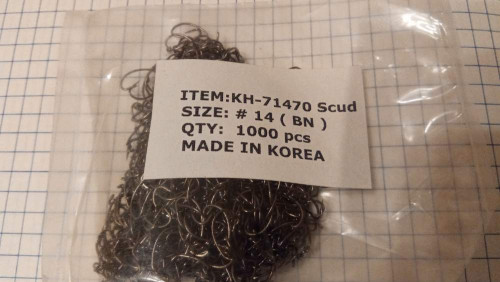 ITEM:KH-71470 Scud
SIZE: # 14 ( BN )
QTY: 1000 pcs
MADE IN KOREA